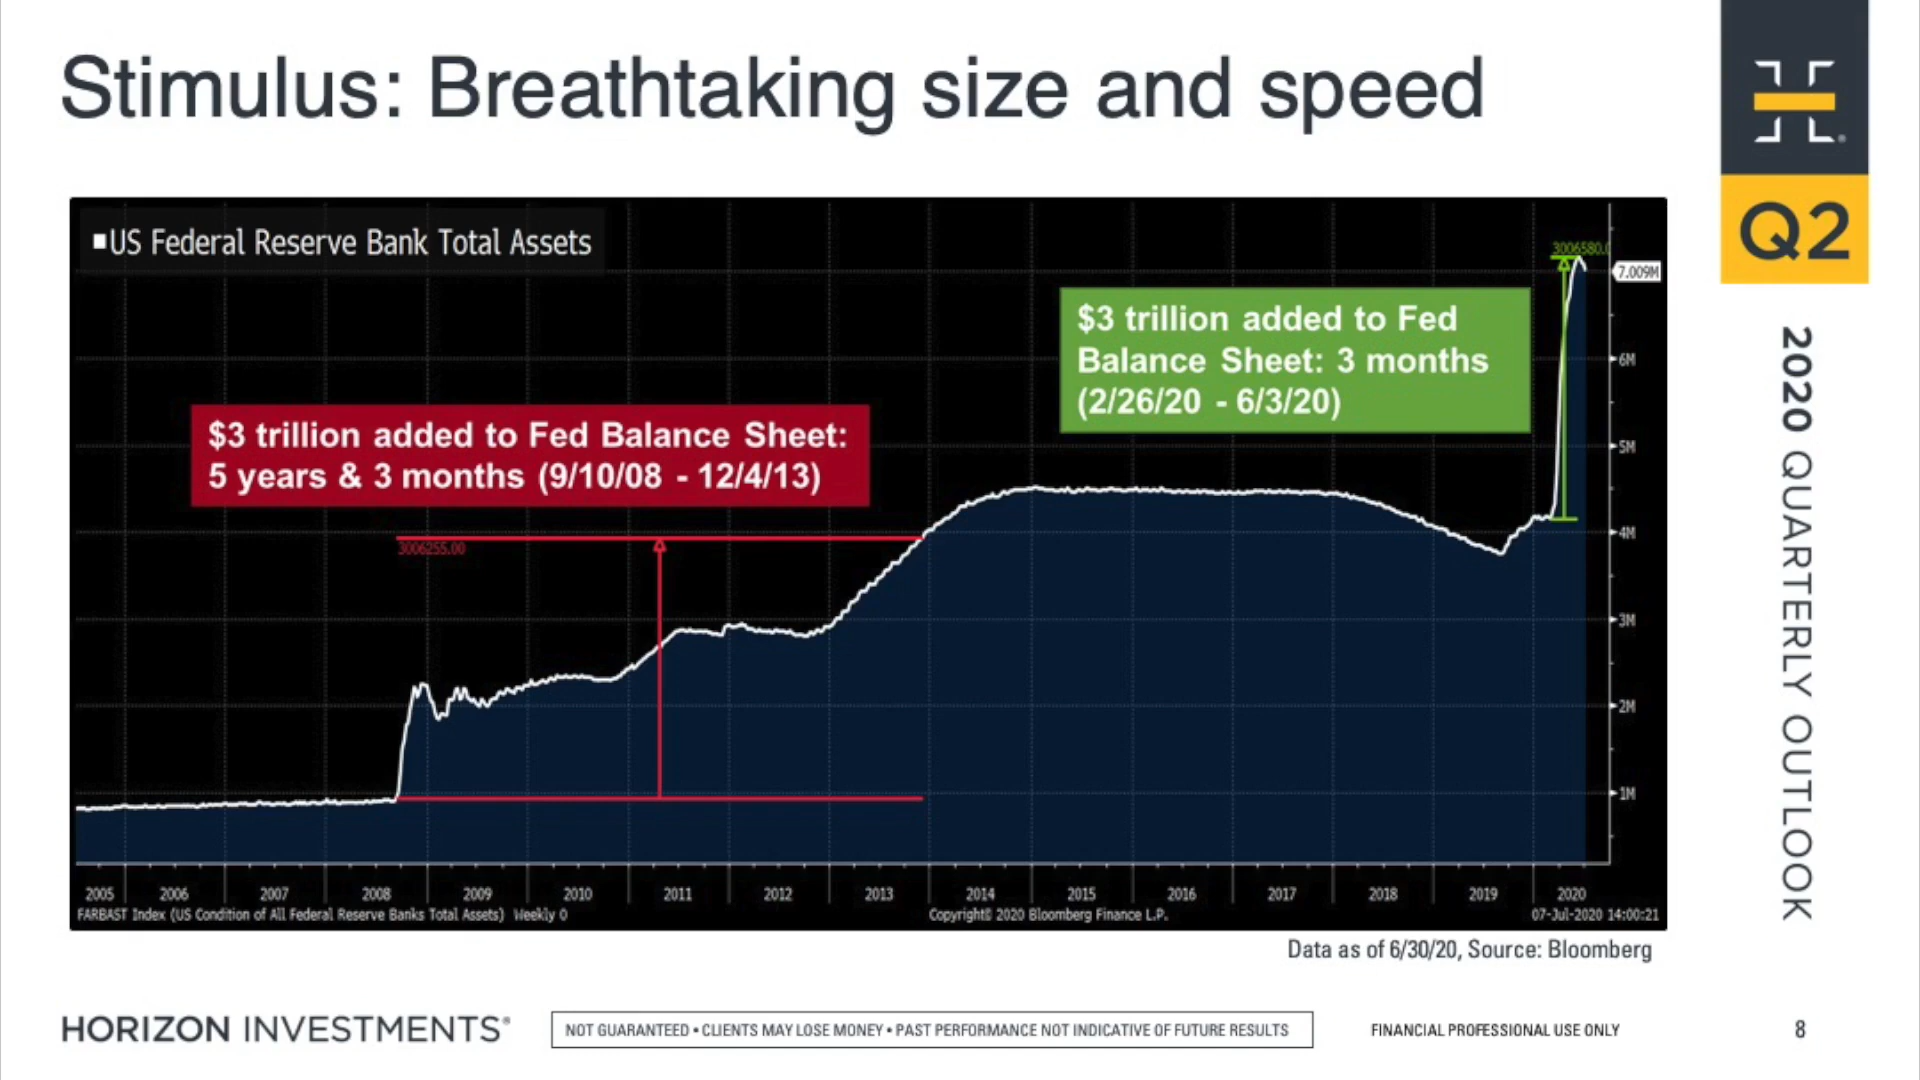 Stimulus: Breathtaking size and speed
Q2
2020 QUARTERLY OUTLOOK
US Federal Reserve Bank Total Assets
3006580.0
7.009M
$3 trillion added to Fed
Balance Sheet: 3 months
(2/26/20 - 6/3/20)
6M
$3 trillion added to Fed Balance Sheet:
5 years & 3 months (9/10/08 - 12/4/13)
5M
3006255.00
4M
3M
2M
1M
2005 2006 2007 2008 2009 2010 2011 2012 2013 2014 2015 2016 2017 2018 2019 2020
FARBAST Index (US Condition of All Federal Reserve Banks Total Assets) Weekly 0 Copyright© 2020 Bloomberg Finance L.P. 07-Jul-2020 14:00:21
Data as of 6/30/20, Source: Bloomberg
HORIZON INVESTMENTS® NOT GUARANTEED • CLIENTS MAY LOSE MONEY • PAST PERFORMANCE NOT INDICATIVE OF FUTURE RESULTS FINANCIAL PROFESSIONAL USE ONLY 8